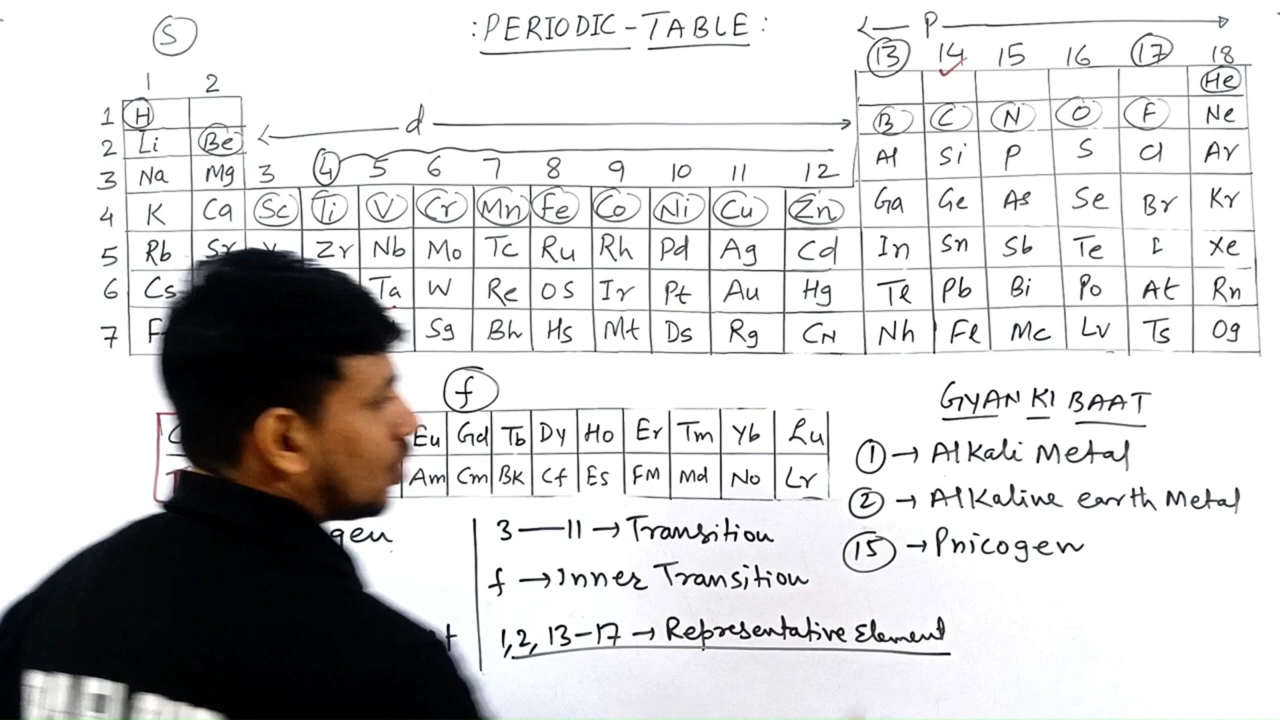 S :PERIODIC-TABLE: P
13 14 15 16 17 18
1 2 He
1 H d B C N O F Ne
2 Li Be Al Si P S Cl Ar
3 Na Mg 3 4 5 6 7 8 9 10 11 12
4 K Ca Sc Ti V Cr Mn Fe Co Ni Cu Zn Ga Ge As Se Br Kr
5 Rb Sr Y Zr Nb Mo Tc Ru Rh Pd Ag Cd In Sn Sb Te I Xe
6 Cs Ta W Re OS Ir Pt Au Hg Tl Pb Bi Po At Rn
7 Sg Bh Hs Mt Ds Rg CN Nh Fl Mc Lv Ts Og
f
GYAN KI BAAT
Eu Gd Tb Dy Ho Er Tm Yb Lu
Am Cm BK Cf Es FM Md No Lr
1 → Alkali Metal
2 → Alkaline earth Metal
15 → Pnicogen
gen
3—11 → Transition
f → Inner Transition
1,2, 13-17 → Representative Element